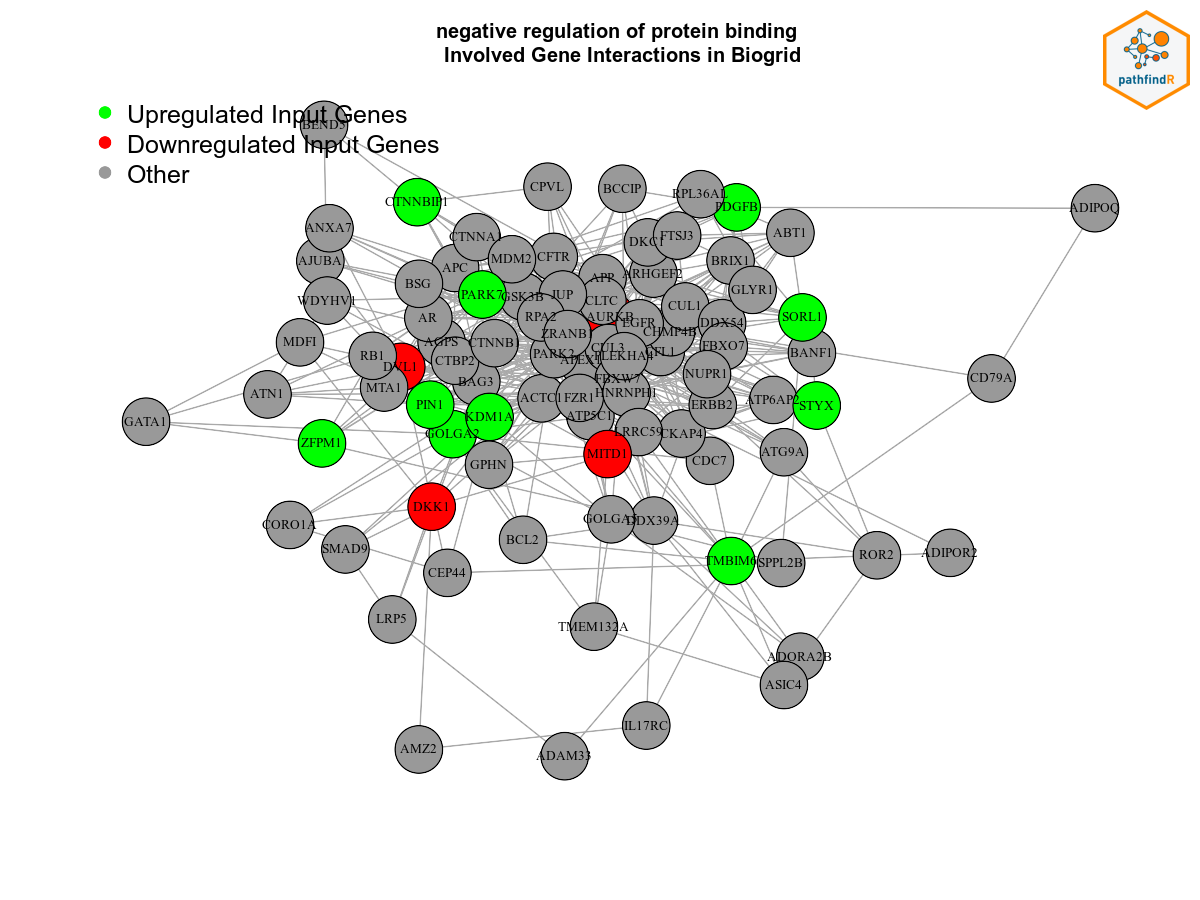 negative regulation of protein binding
Involved Gene Interactions in Biogrid
pathfindR
Upregulated Input Genes
Downregulated Input Genes
Other
BEND5
CPVL
BCCIP
RPL36AL
PDGFB
CTNNBIP1
ADIPOQ
ANXA7
CTNNA1
DKC1
FTSJ3
ABT1
AJUBA
APC
MDM2
CFTR
APP
ARHGEF2
BRIX1
BSG
PARK7
GSK3B
JUP
CLTC
GLYR1
WDYHV1
AR
RPA2
AURKB
EGFR
CUL1
DDX54
SORL1
MDFI
AGPS
CTNNB1
ZRANB1
CUL3
CHMP4B
FBXO7
RB1
DVL1
CTBP2
PARK2
APEX1
PLEKHA4
CFL1
BANF1
ATN1
MTA1
BAG3
FBXW7
NUPR1
CD79A
GATA1
PIN1
KDM1A
ACTC1
FZR1
HNRNPH1
ERBB2
ATP6AP2
STYX
ZFPM1
GOLGA2
ATP5C1
LRRC59
CKAP4
GPHN
MITD1
CDC7
ATG9A
DKK1
CORO1A
GOLGA5
DDX39A
SMAD9
BCL2
CEP44
TMBIM6
SPPL2B
ROR2
ADIPOR2
LRP5
TMEM132A
ADORA2B
ASIC4
IL17RC
AMZ2
ADAM33